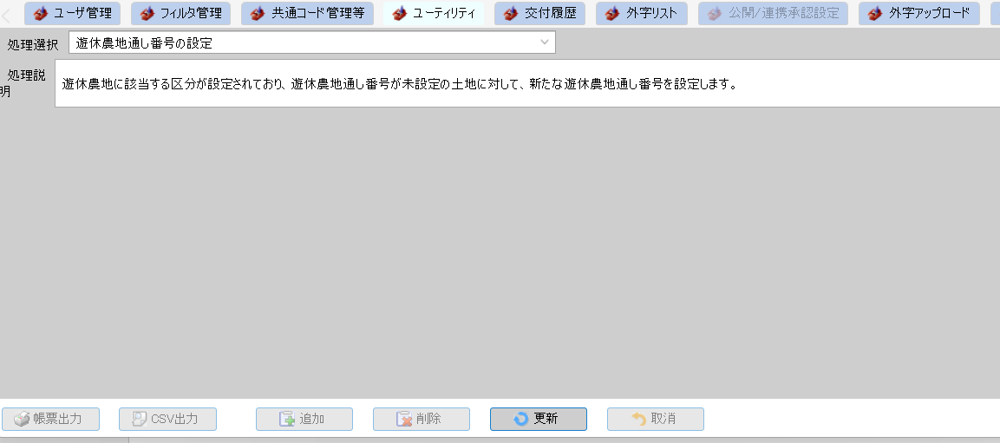 ユーザ管理 フィルタ管理 共通コード管理等 ユーティリティ 交付履歴 外字リスト 公開/連携承認設定 外字アップロード
処理選択 遊休農地通し番号の設定
処理説明 遊休農地に該当する区分が設定されており、遊休農地通し番号が未設定の土地に対して、新たな遊休農地通し番号を設定します。
帳票出力 CSV出力 追加 削除 更新 取消